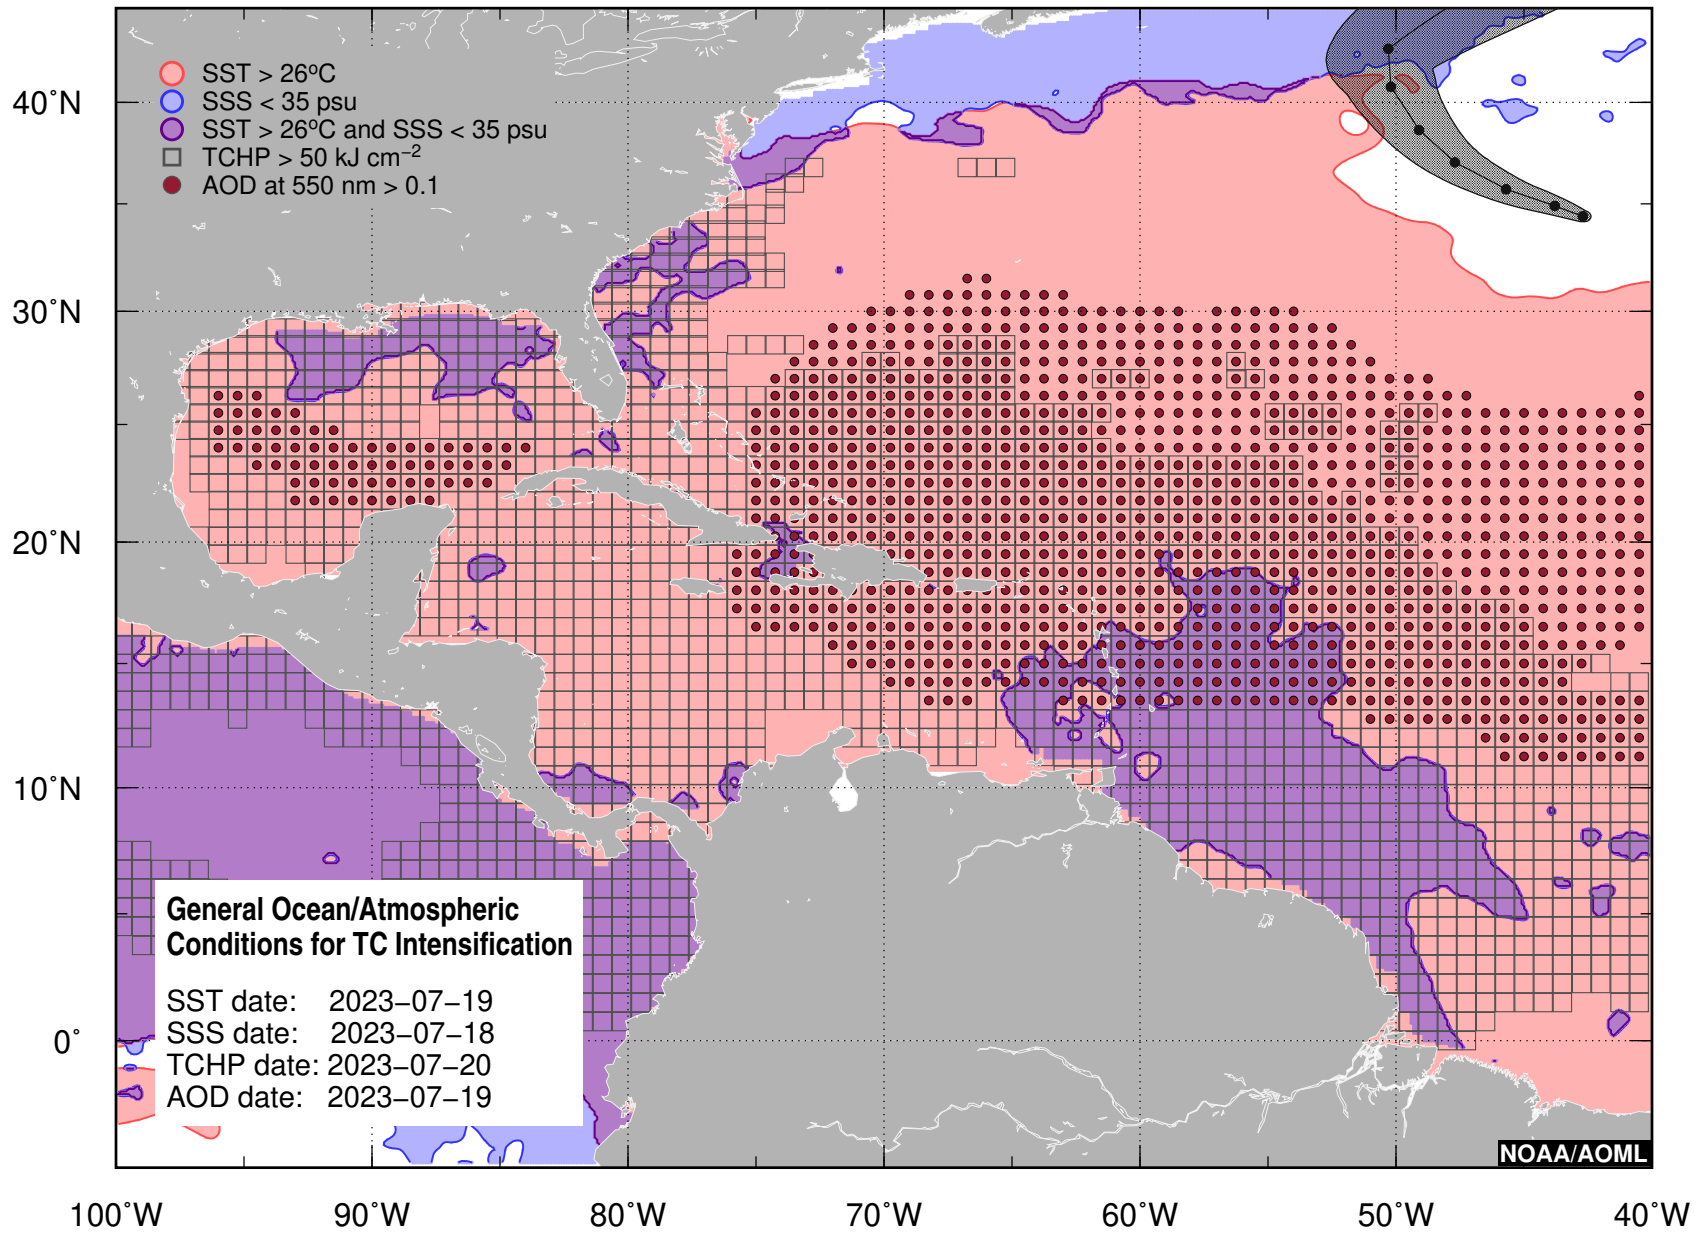 SST > 26°C
SSS < 35 psu
SST > 26°C and SSS < 35 psu
TCHP > 50 kJ cm⁻²
AOD at 550 nm > 0.1
40°N
30°N
20°N
10°N
0°
General Ocean/Atmospheric
Conditions for TC Intensification
SST date: 2023−07−19
SSS date: 2023−07−18
TCHP date: 2023−07−20
AOD date: 2023−07−19
NOAA/AOML
100°W 90°W 80°W 70°W 60°W 50°W 40°W